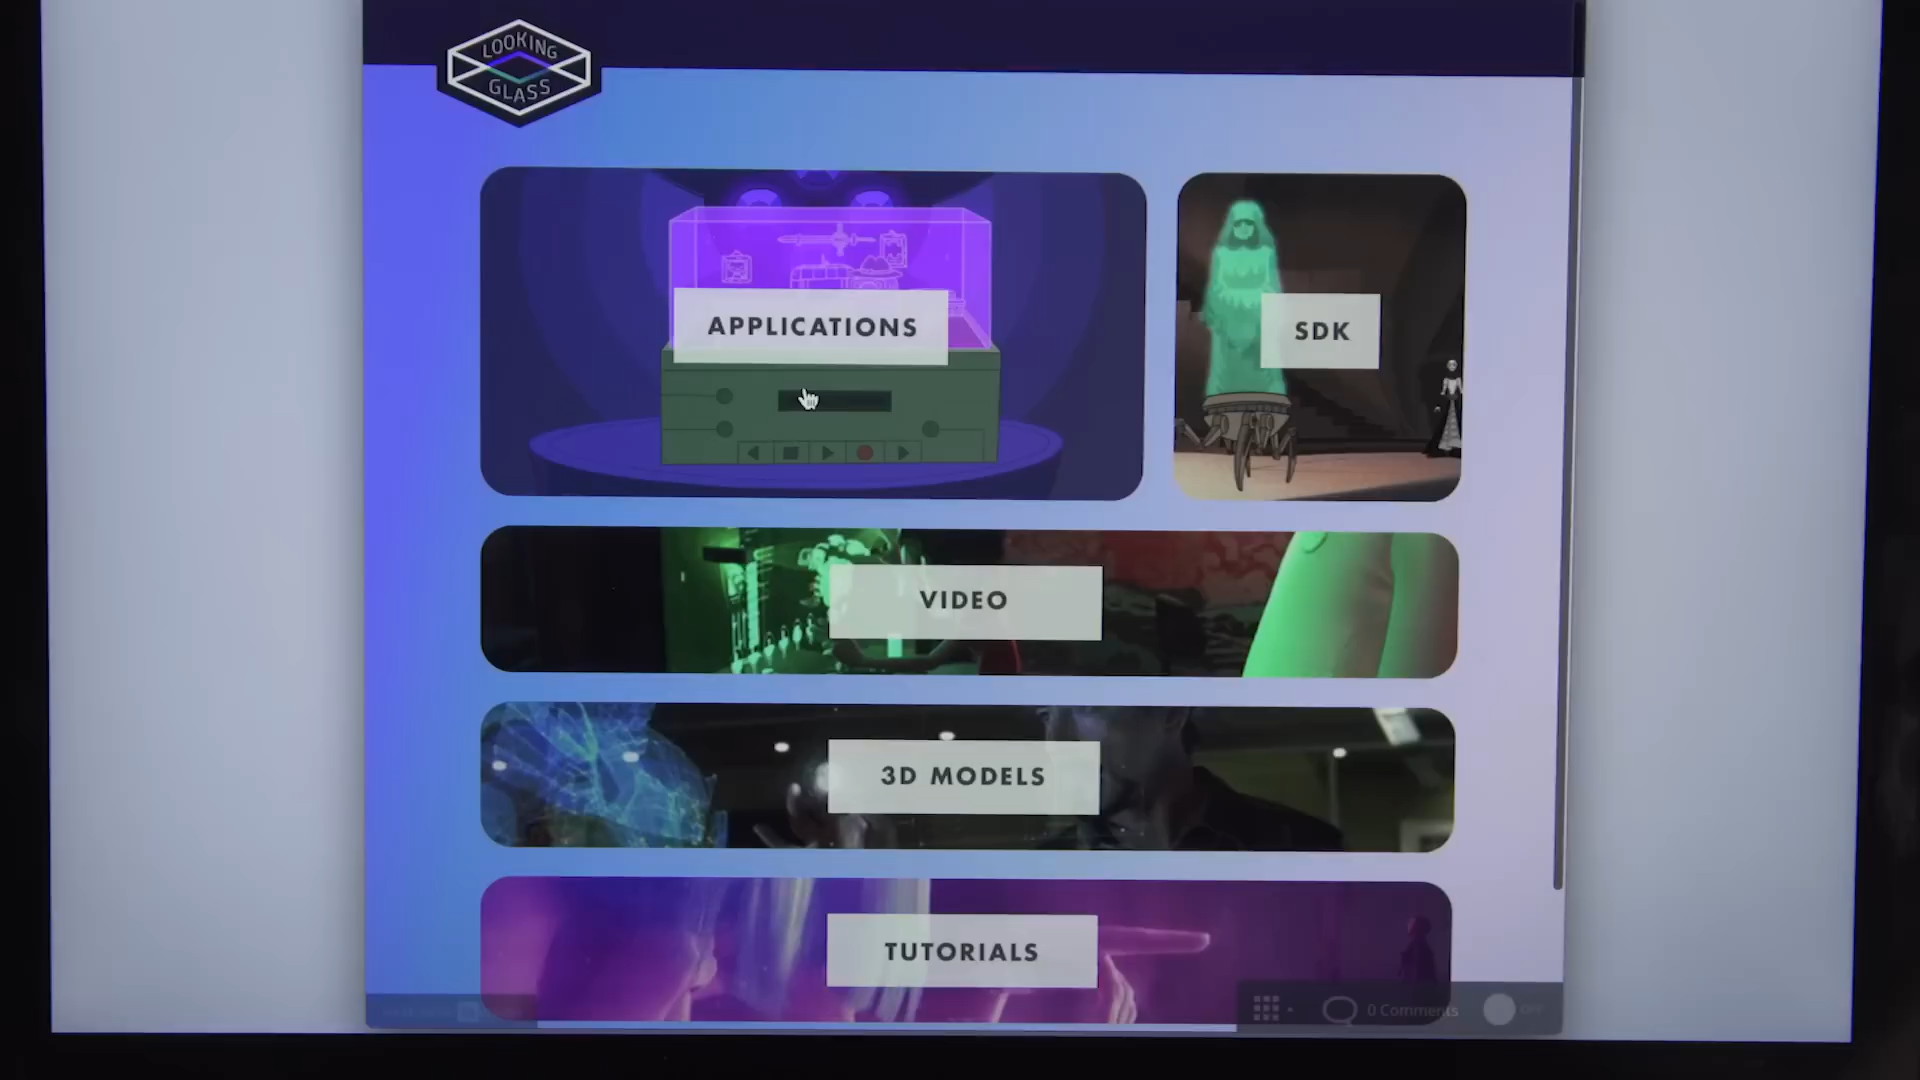 LOOKING
GLASS
APPLICATIONS
SDK
VIDEO
3D MODELS
TUTORIALS
0 Comments